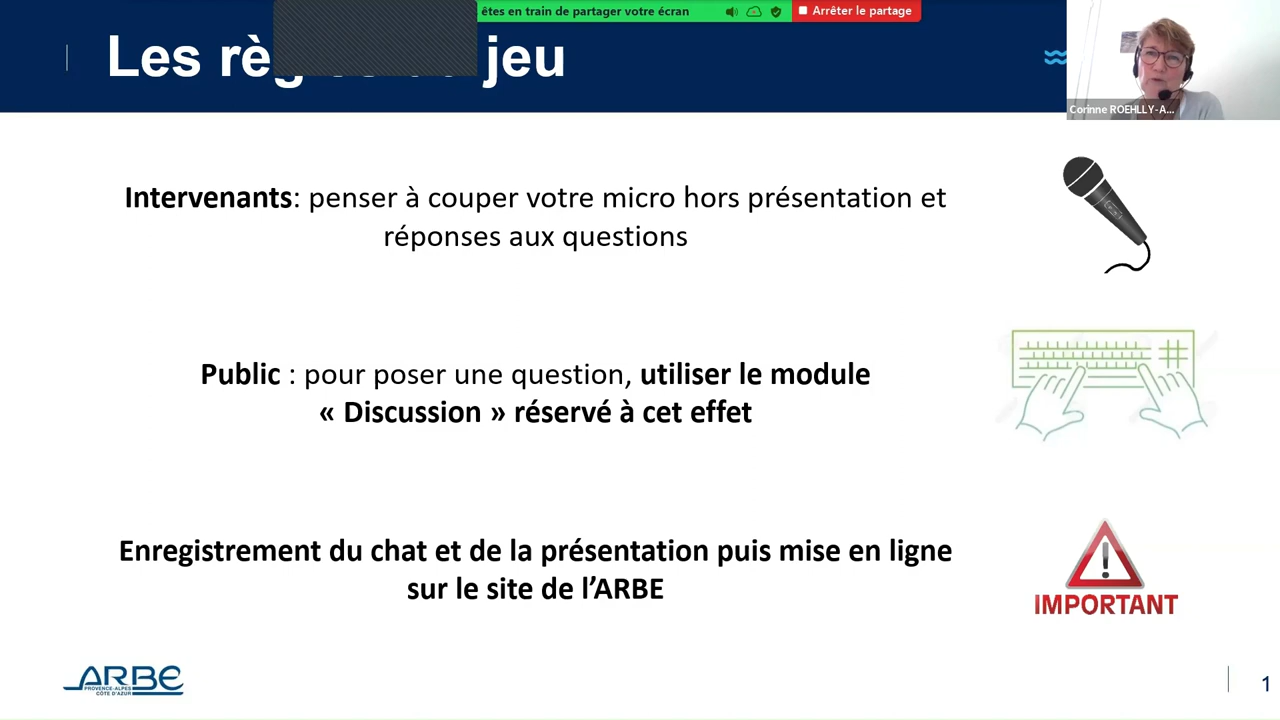 êtes en train de partager votre écran
Arrêter le partage
Les jeu
Corinne ROEHLLY-A...
Intervenants: penser à couper votre micro hors présentation et
réponses aux questions
Public : pour poser une question, utiliser le module
« Discussion » réservé à cet effet
Enregistrement du chat et de la présentation puis mise en ligne
sur le site de l’ARBE
IMPORTANT
ARBE
PROVENCE-ALPES
CÔTE D'AZUR
1